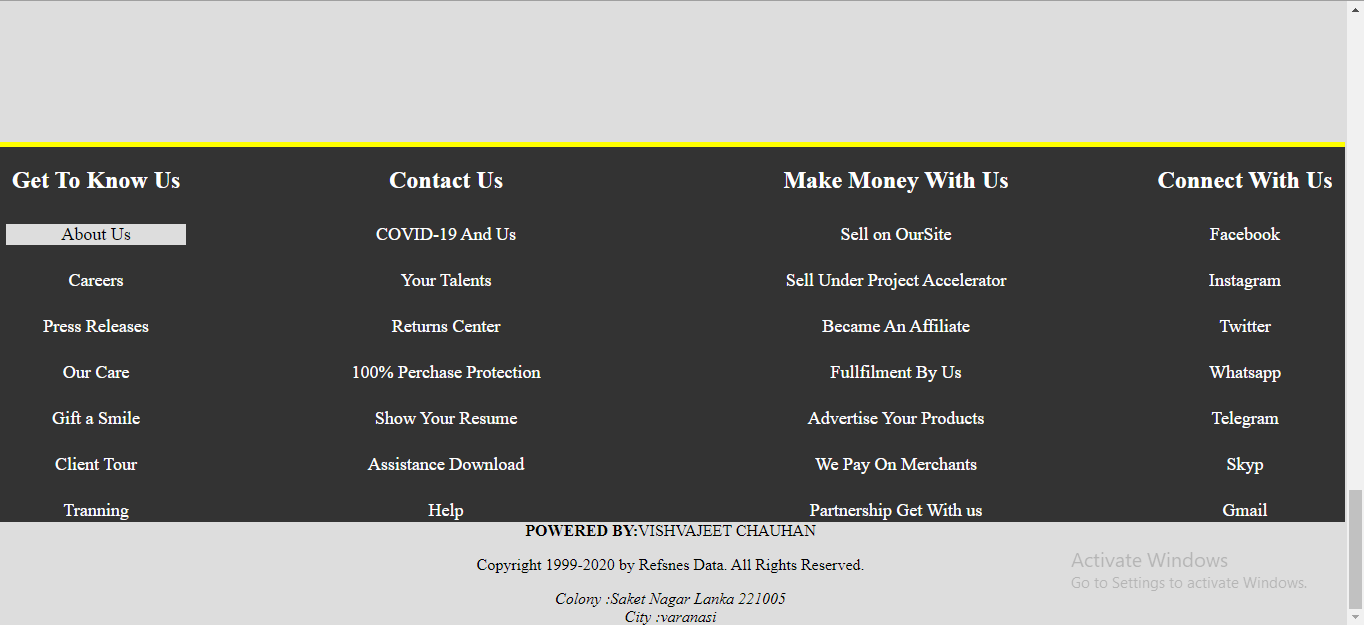 Get To Know Us
About Us
Careers
Press Releases
Our Care
Gift a Smile
Client Tour
Tranning
Contact Us
COVID-19 And Us
Your Talents
Returns Center
100% Perchase Protection
Show Your Resume
Assistance Download
Help
Make Money With Us
Sell on OurSite
Sell Under Project Accelerator
Became An Affiliate
Fullfilment By Us
Advertise Your Products
We Pay On Merchants
Partnership Get With us
Connect With Us
Facebook
Instagram
Twitter
Whatsapp
Telegram
Skyp
Gmail
POWERED BY:VISHVAJEET CHAUHAN
Copyright 1999-2020 by Refsnes Data. All Rights Reserved.
Colony :Saket Nagar Lanka 221005
City :varanasi
Activate Windows
Go to Settings to activate Windows.